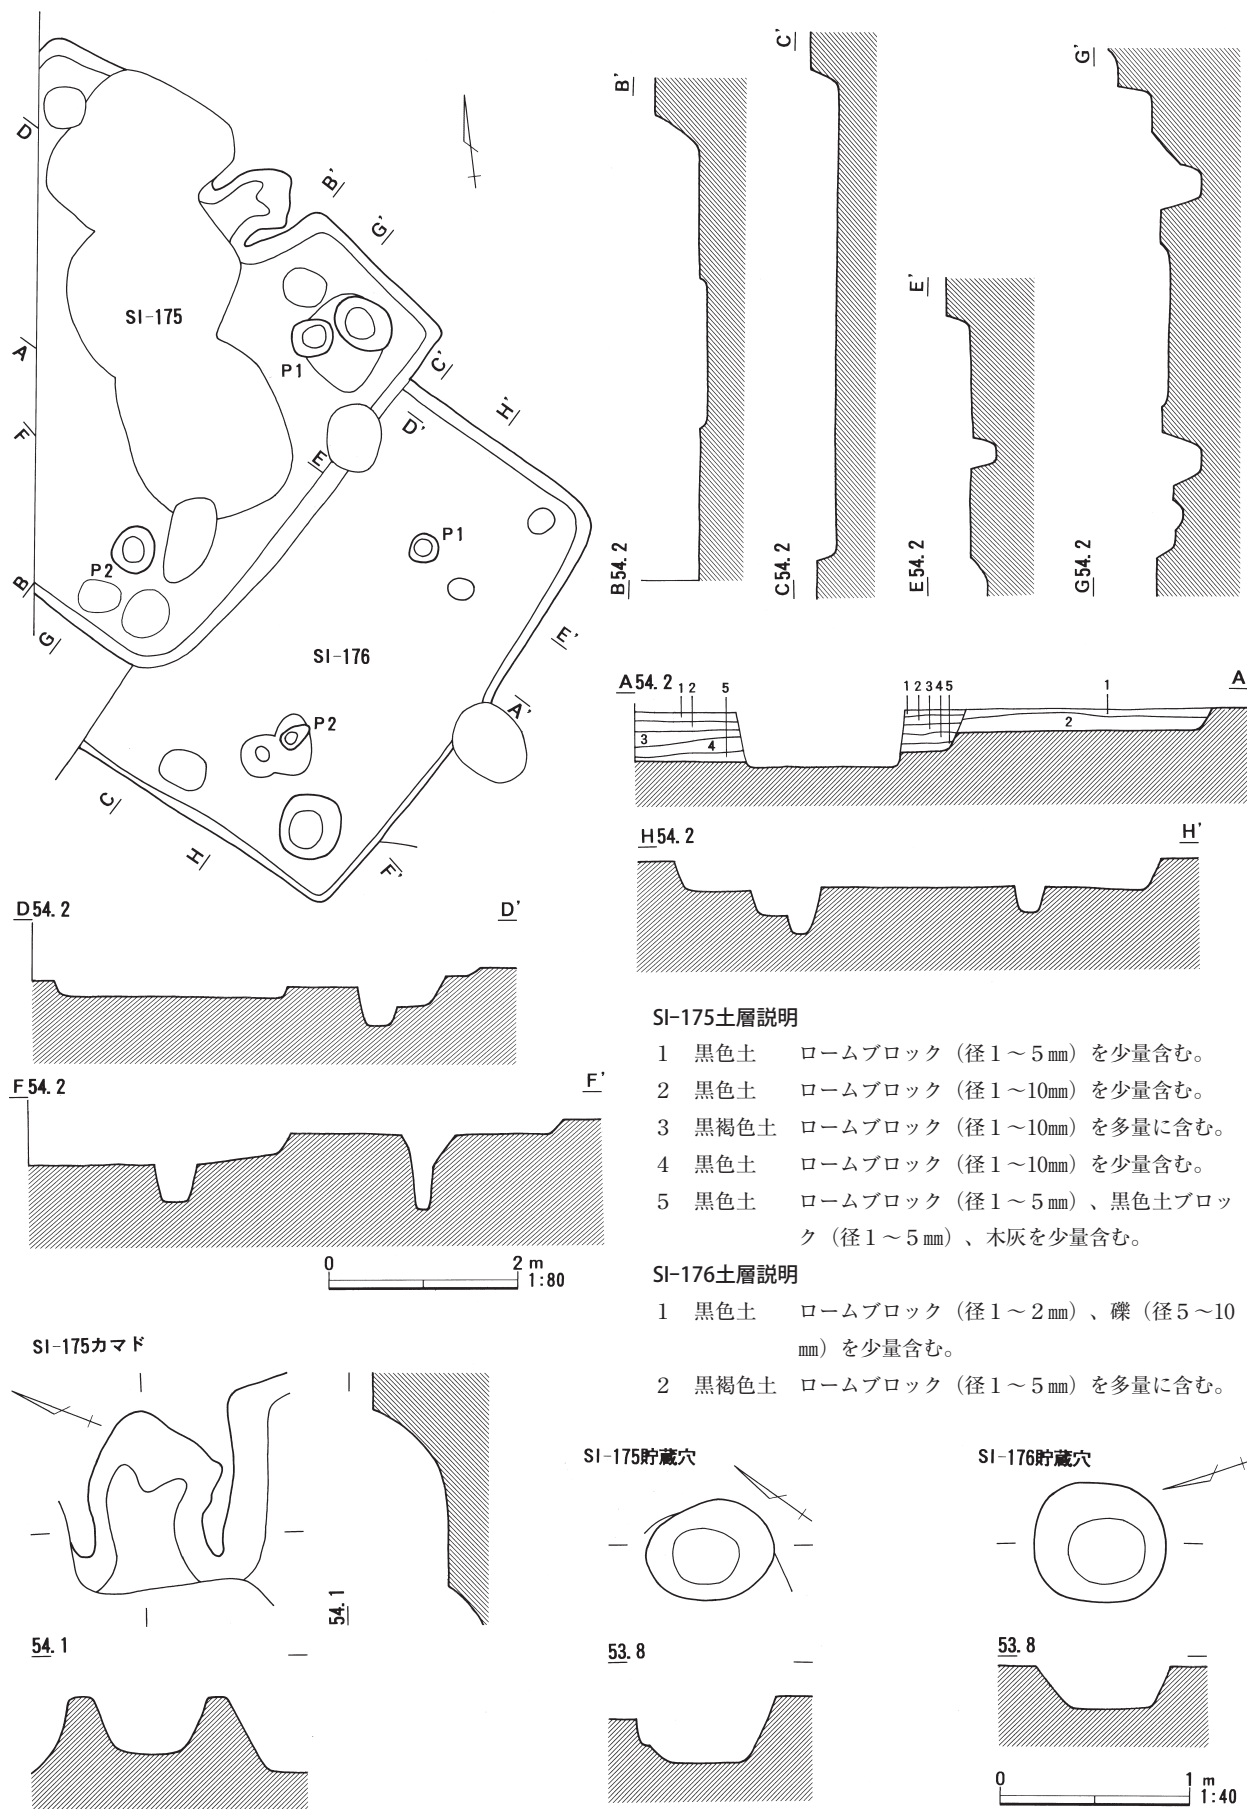 D
A
F
B
G
SI-175
B'
G'
P1
C'
D'
H'
E
P1
P2
E'
SI-176
A'
P2
C
H
F'
B'
C'
E'
G'
B54.2
C54.2
E54.2
G54.2
A54.2
1 2 5
3 4
1 2 3 4 5
1
2
A
H54.2
H'
D54.2
D'
F54.2
F'
0 2 m
1:80
SI-175土層説明
1 黒色土 ロームブロック（径１～５㎜）を少量含む。
2 黒色土 ロームブロック（径１～10㎜）を少量含む。
3 黒褐色土 ロームブロック（径１～10㎜）を多量に含む。
4 黒色土 ロームブロック（径１～10㎜）を少量含む。
5 黒色土 ロームブロック（径１～５㎜）、黒色土ブロッ
ク（径１～５㎜）、木灰を少量含む。
SI-176土層説明
1 黒色土 ロームブロック（径１～２㎜）、礫（径５～10
㎜）を少量含む。
2 黒褐色土 ロームブロック（径１～５㎜）を多量に含む。
SI-175カマド
54.1
54.1
SI-175貯蔵穴
53.8
SI-176貯蔵穴
53.8
0 1 m
1:40